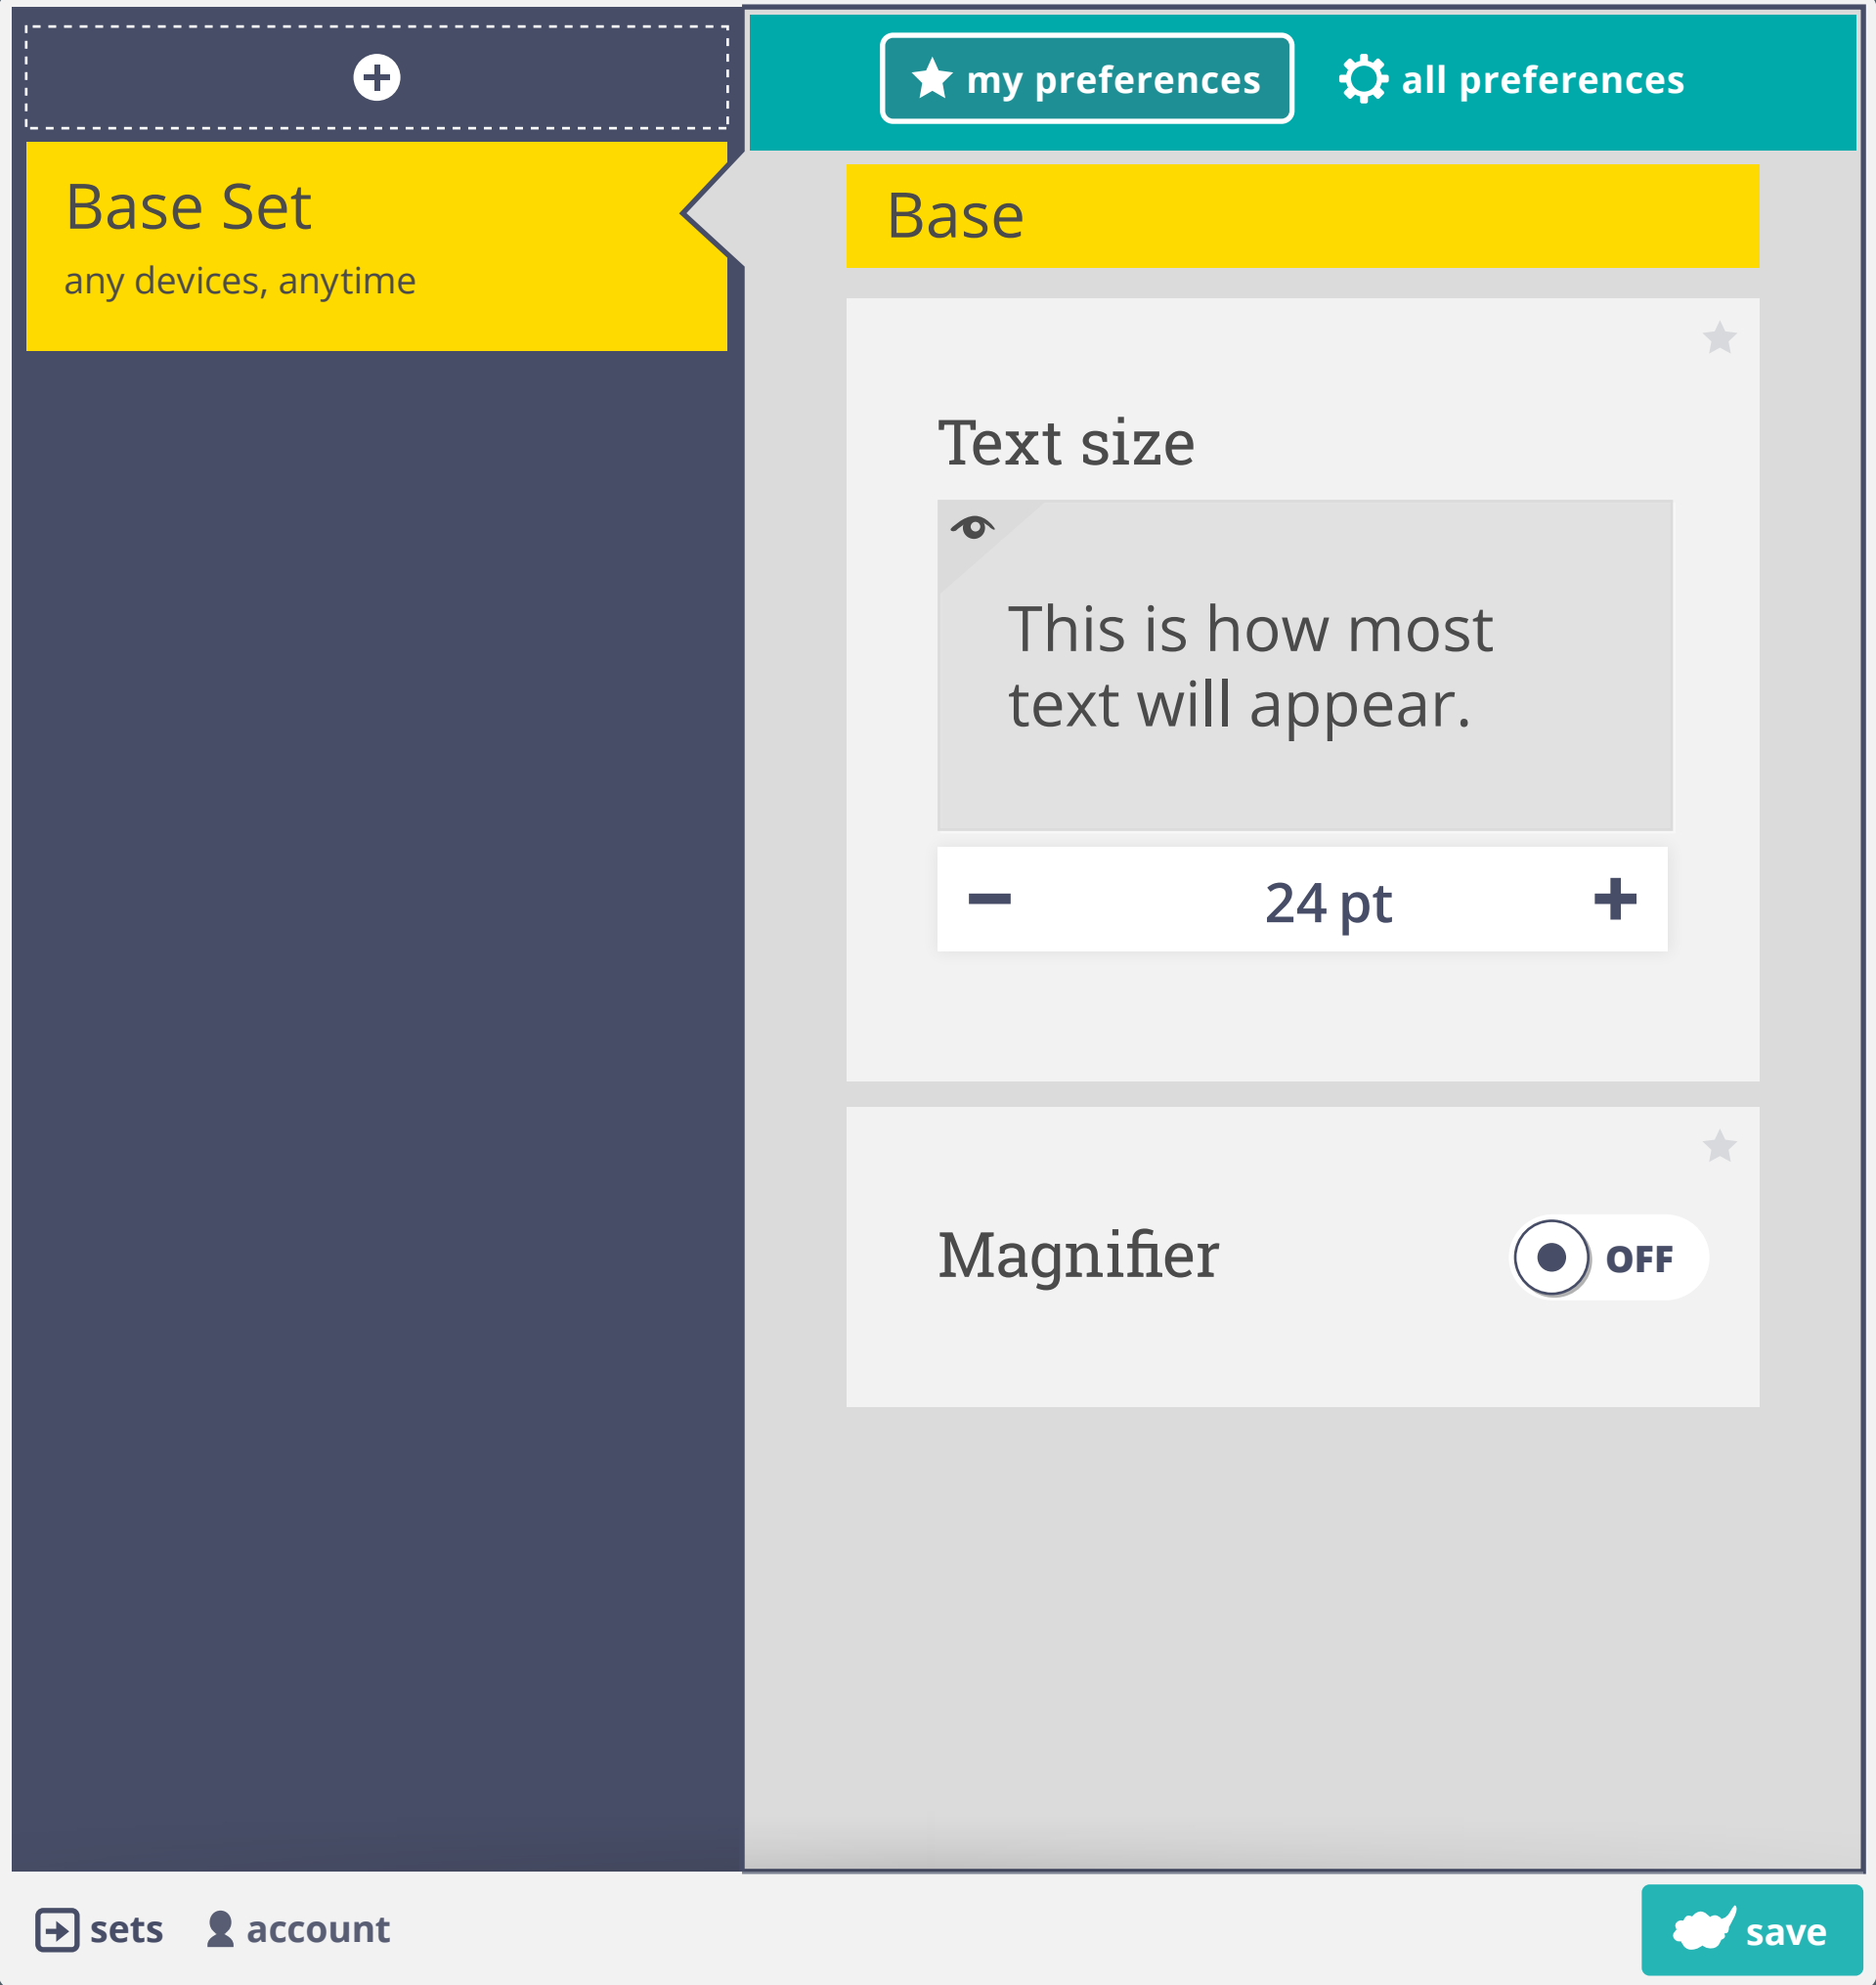 my preferences
all preferences
Base Set
any devices, anytime
Base
Text size
This is how most
text will appear.
24 pt
Magnifier
OFF
sets
account
save